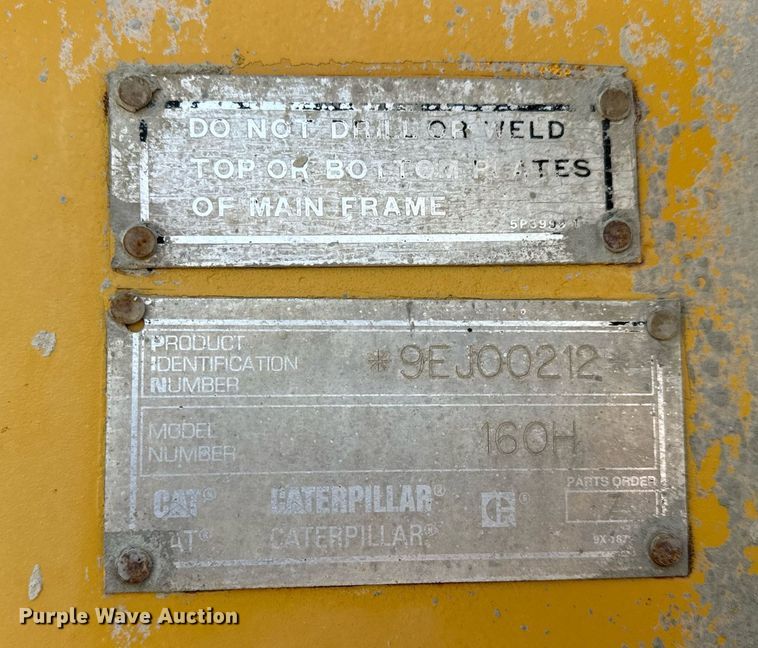 DO NOT DRILL OR WELD
TOP OR BOTTOM PLATES
OF MAIN FRAME
PRODUCT
IDENTIFICATION
NUMBER
*9EJ00212*
MODEL
NUMBER
160H
PARTS ORDER
CAT® CATERPILLAR®
CAT® CATERPILLAR®
Purple Wave Auction